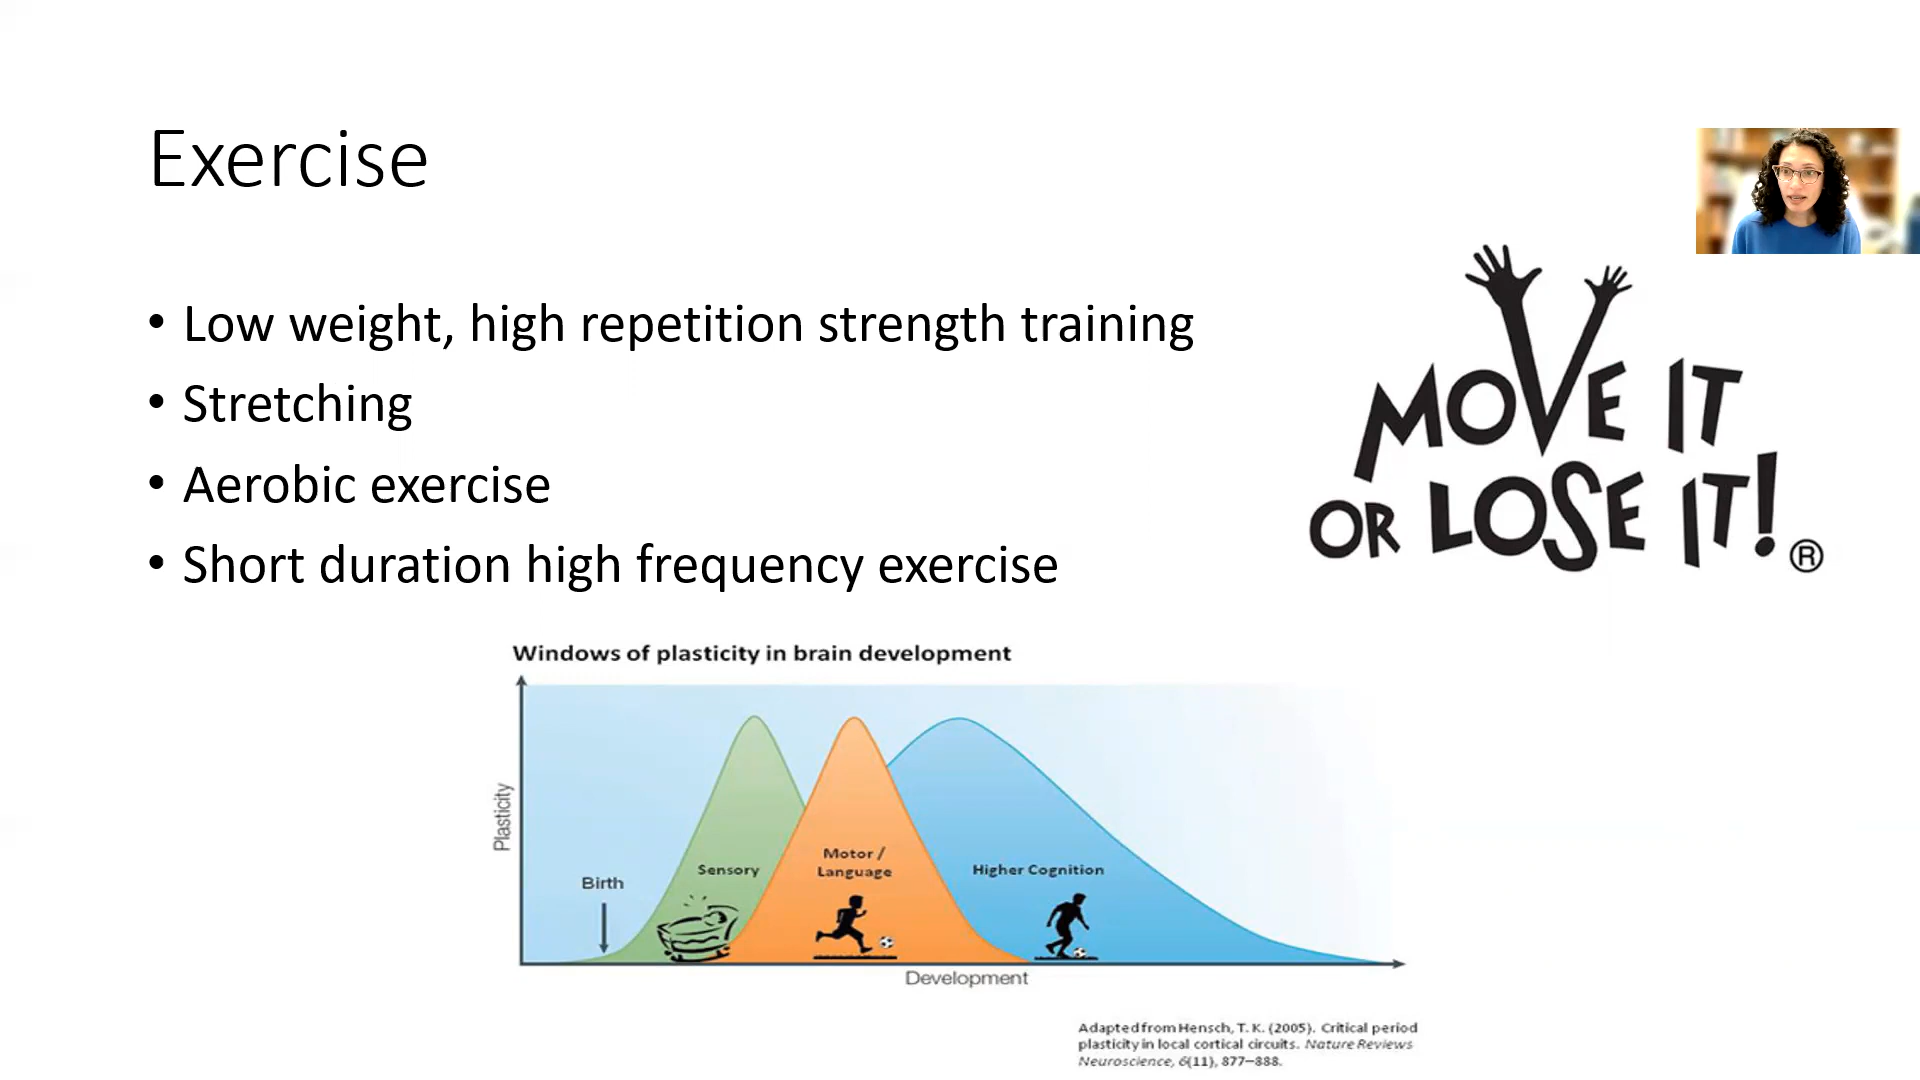 Exercise
• Low weight, high repetition strength training
• Stretching
• Aerobic exercise
• Short duration high frequency exercise
MOVE IT
OR LOSE IT!®
Windows of plasticity in brain development
Plasticity
Birth
Sensory
Motor /
Language
Higher Cognition
Development
Adapted from Hensch, T. K. (2005). Critical period
plasticity in local cortical circuits. Nature Reviews
Neuroscience, 6(11), 877–888.